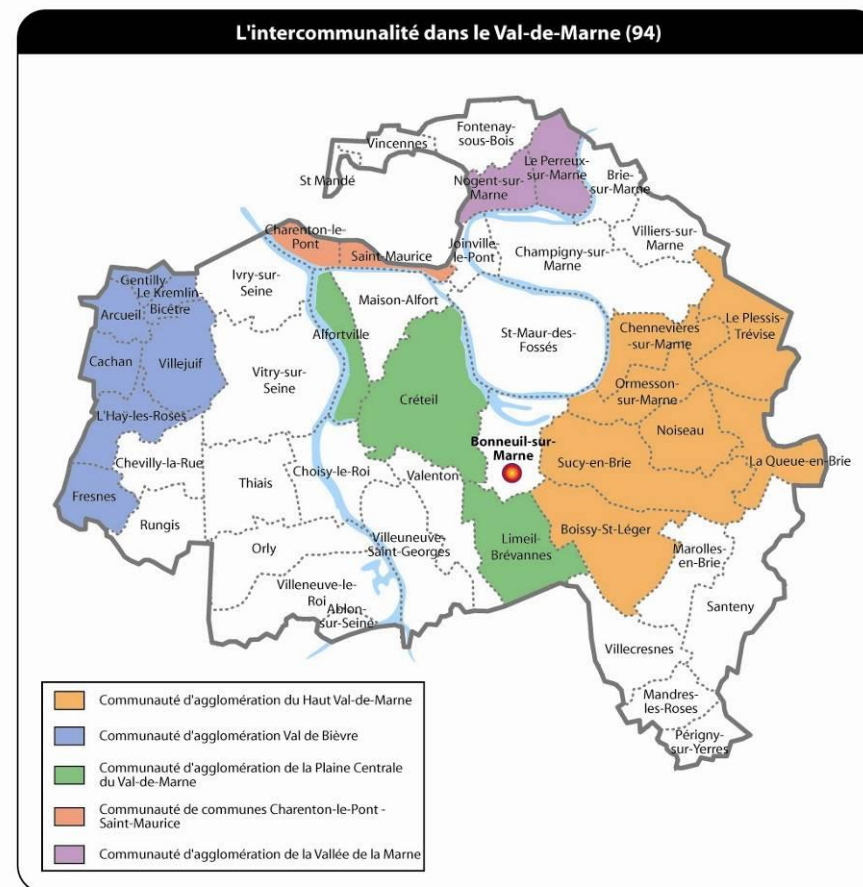 L'intercommunalité dans le Val-de-Marne (94)
Fontenay-
sous-Bois
Vincennes
St Mandé
Le Perreux-
sur-Marne
Nogent-sur-
Marne
Brie-
sur-Marne
Villiers-sur-
Marne
Charenton-le-
Pont
Saint-Maurice
Joinville-
le-Pont
Champigny-sur-
Marne
Gentilly
Le Kremlin-
Bicêtre
Arcueil
Ivry-sur-
Seine
Maison-Alfort
Alfortville
St-Maur-des-
Fossés
Chennevières
-sur-Marne
Le Plessis-
Trévise
Cachan
Villejuif
Vitry-sur-
Seine
Créteil
Ormesson-
sur-Marne
L'Haÿ-les-Roses
Bonneuil-sur-
Marne
Noiseau
Sucy-en-Brie
La Queue-en-Brie
Chevilly-la-Rue
Thiais
Choisy-le-Roi
Valenton
Fresnes
Rungis
Orly
Villeuneuve-
Saint-Georges
Limeil-
Brévannes
Boissy-St-Léger
Marolles-
en-Brie
Villeneuve-le-
Roi
Ablon-
sur-Seine
Santeny
Villecresnes
Mandres-
les-Roses
Périgny-
sur-Yerres
Communauté d'agglomération du Haut Val-de-Marne
Communauté d'agglomération Val de Bièvre
Communauté d'agglomération de la Plaine Centrale
du Val-de-Marne
Communauté de communes Charenton-le-Pont -
Saint-Maurice
Communauté d'agglomération de la Vallée de la Marne